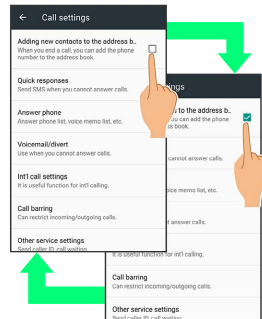 ← Call settings
Adding new contacts to the address b..
When you end a call, you can add the phone
number to the address book.
Quick responses
Send SMS when you cannot answer calls.
Answer phone
Answer phone list, voice memo list, etc.
Voicemail/divert
Use when you cannot answer calls.
Int'l call settings
It is useful function for int'l calling.
Call barring
Can restrict incoming/outgoing calls.
Other service settings
Send caller ID, call waiting
ngs
s to the address b..
ou can add the phone
ss book.
cannot answer calls.
oice memo list, etc.
t answer calls.
It is useful function for int'l calling.
Call barring
Can restrict incoming/outgoing calls.
Other service settings
Send caller ID, call waiting